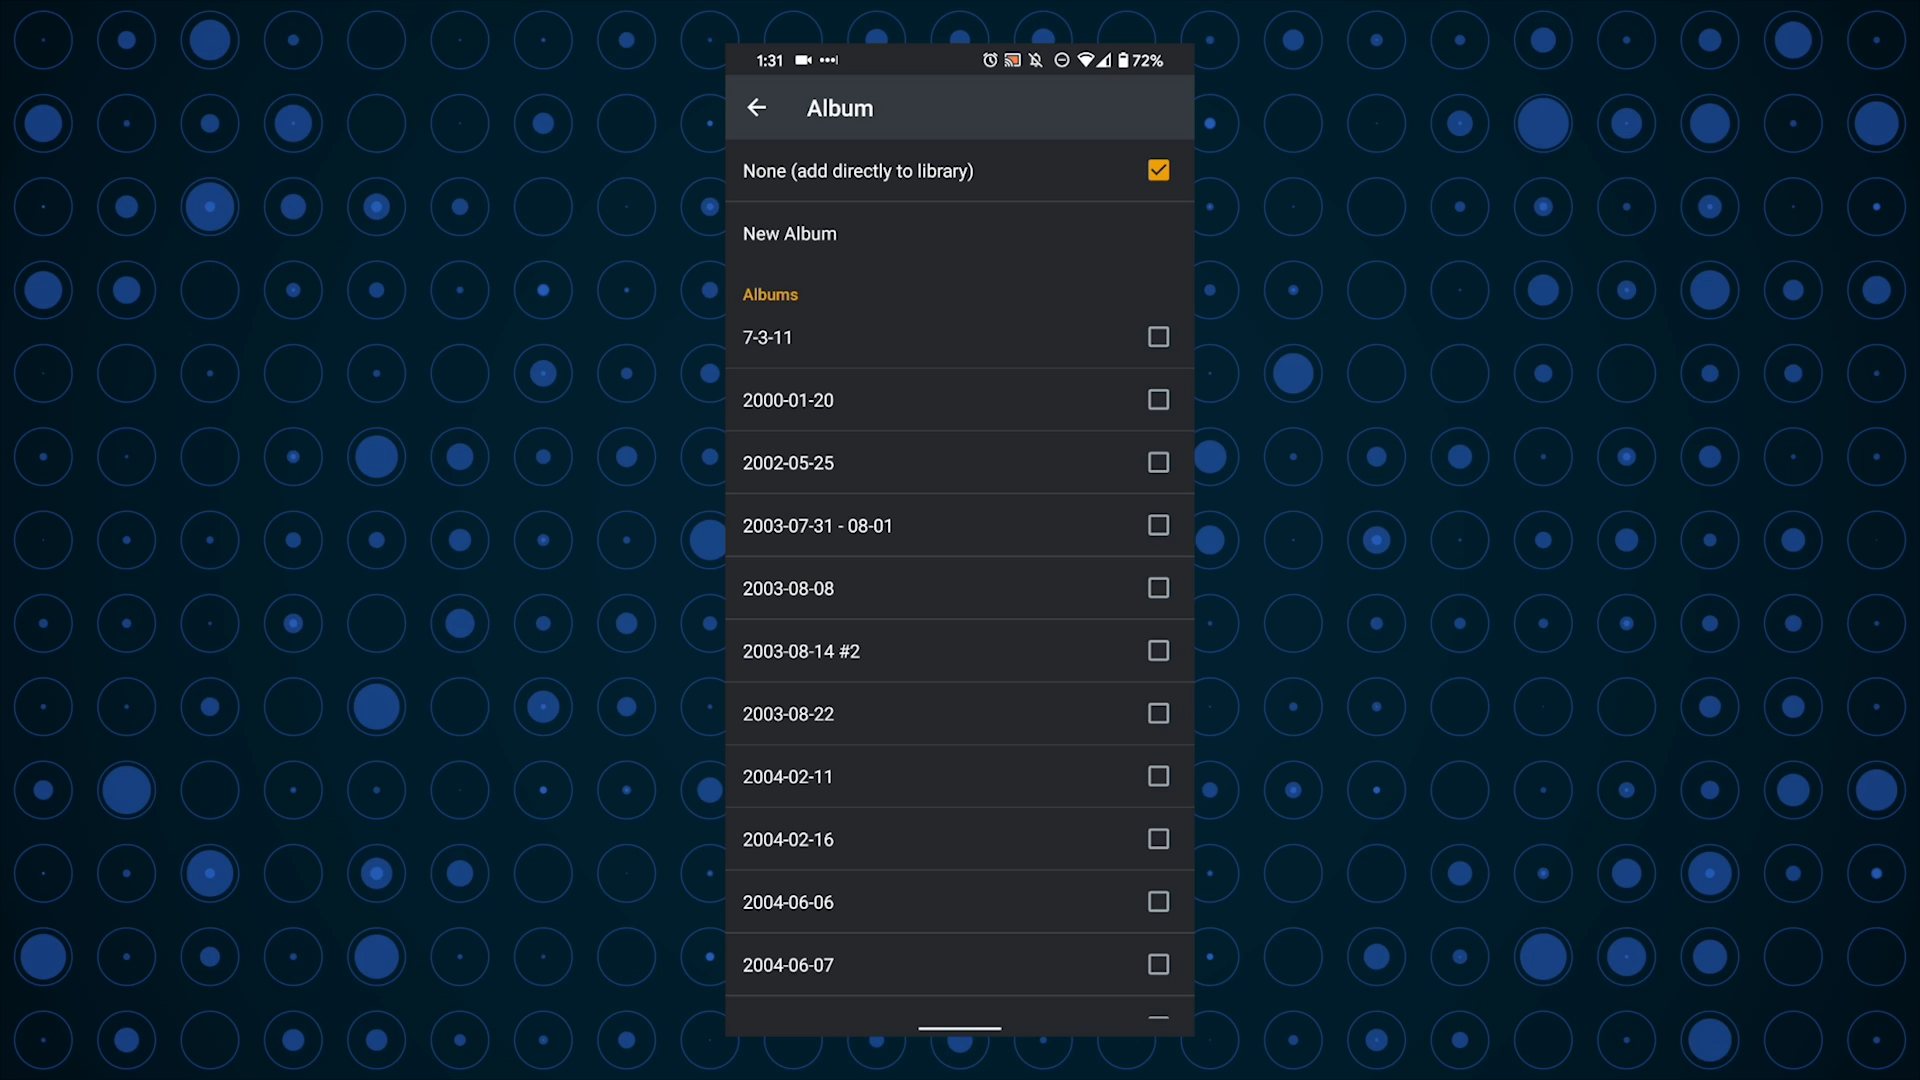 1:31
72%
Album
None (add directly to library)
New Album
Albums
7-3-11
2000-01-20
2002-05-25
2003-07-31 - 08-01
2003-08-08
2003-08-14 #2
2003-08-22
2004-02-11
2004-02-16
2004-06-06
2004-06-07